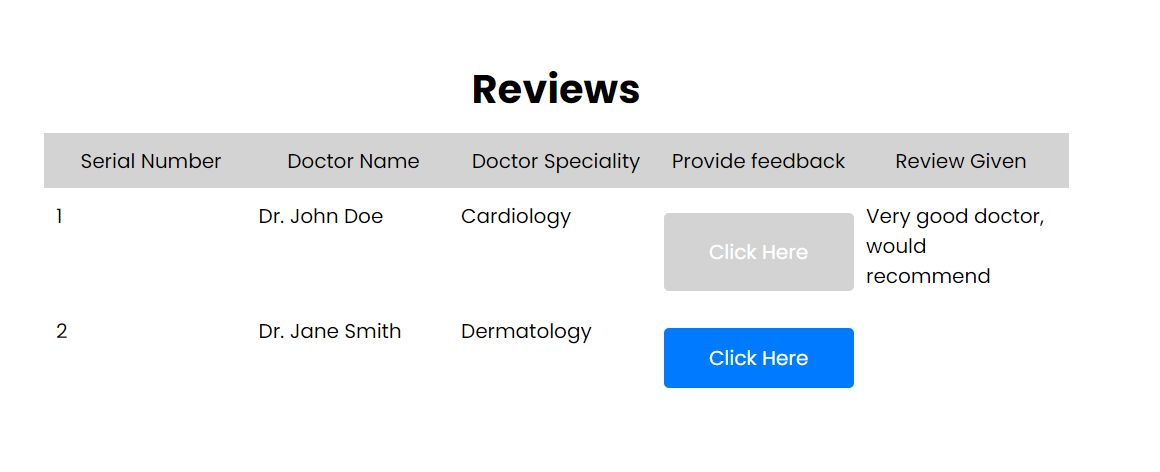 Reviews
Serial Number Doctor Name Doctor Speciality Provide feedback Review Given
1 Dr. John Doe Cardiology Click Here Very good doctor,
would
recommend
2 Dr. Jane Smith Dermatology Click Here